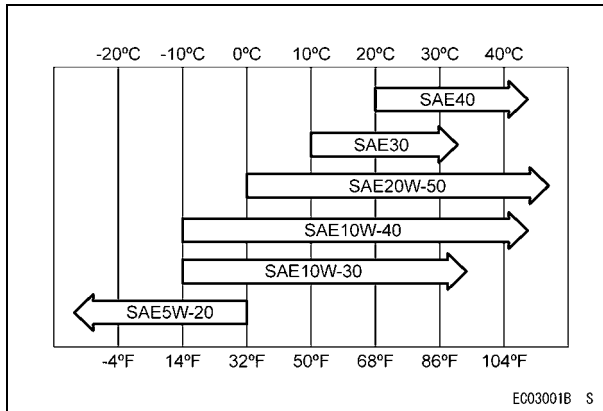 -20ºC -10ºC 0ºC 10ºC 20ºC 30ºC 40ºC
SAE40
SAE30
SAE20W-50
SAE10W-40
SAE10W-30
SAE5W-20
-4ºF 14ºF 32ºF 50ºF 68ºF 86ºF 104ºF
EC03001B S